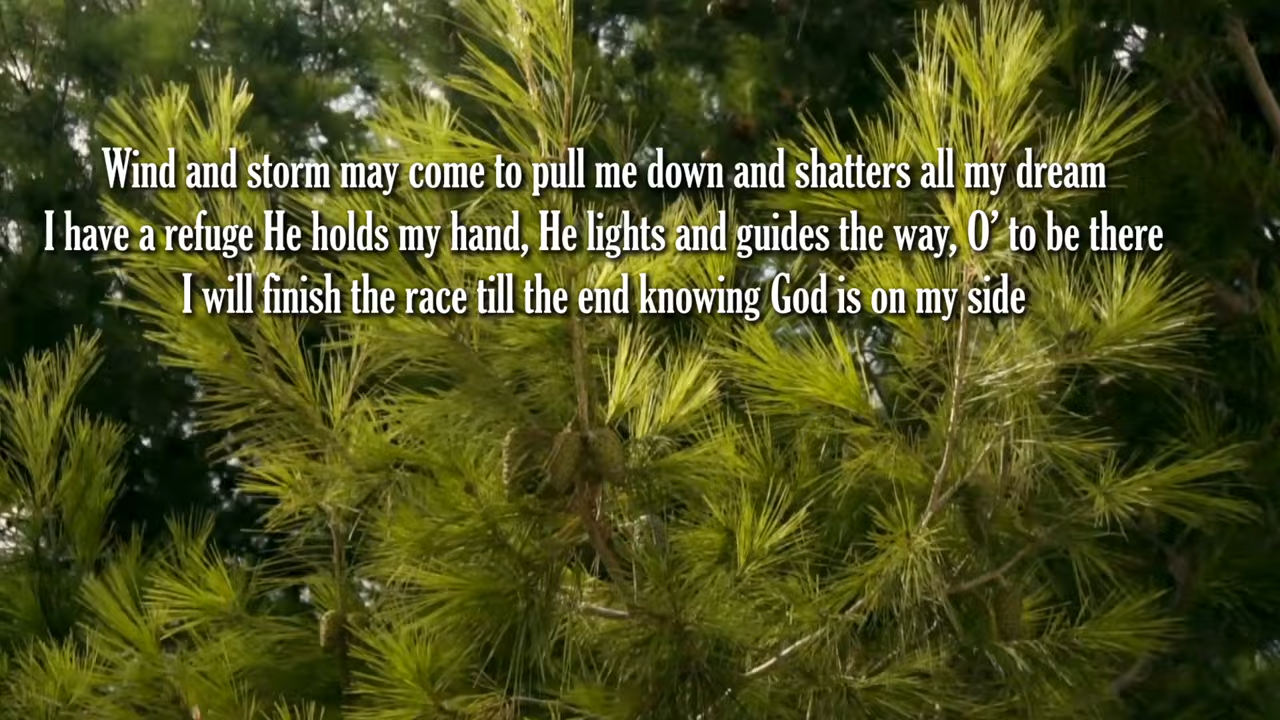 Wind and storm may come to pull me down and shatters all my dream
I have a refuge He holds my hand, He lights and guides the way, O’ to be there
I will finish the race till the end knowing God is on my side